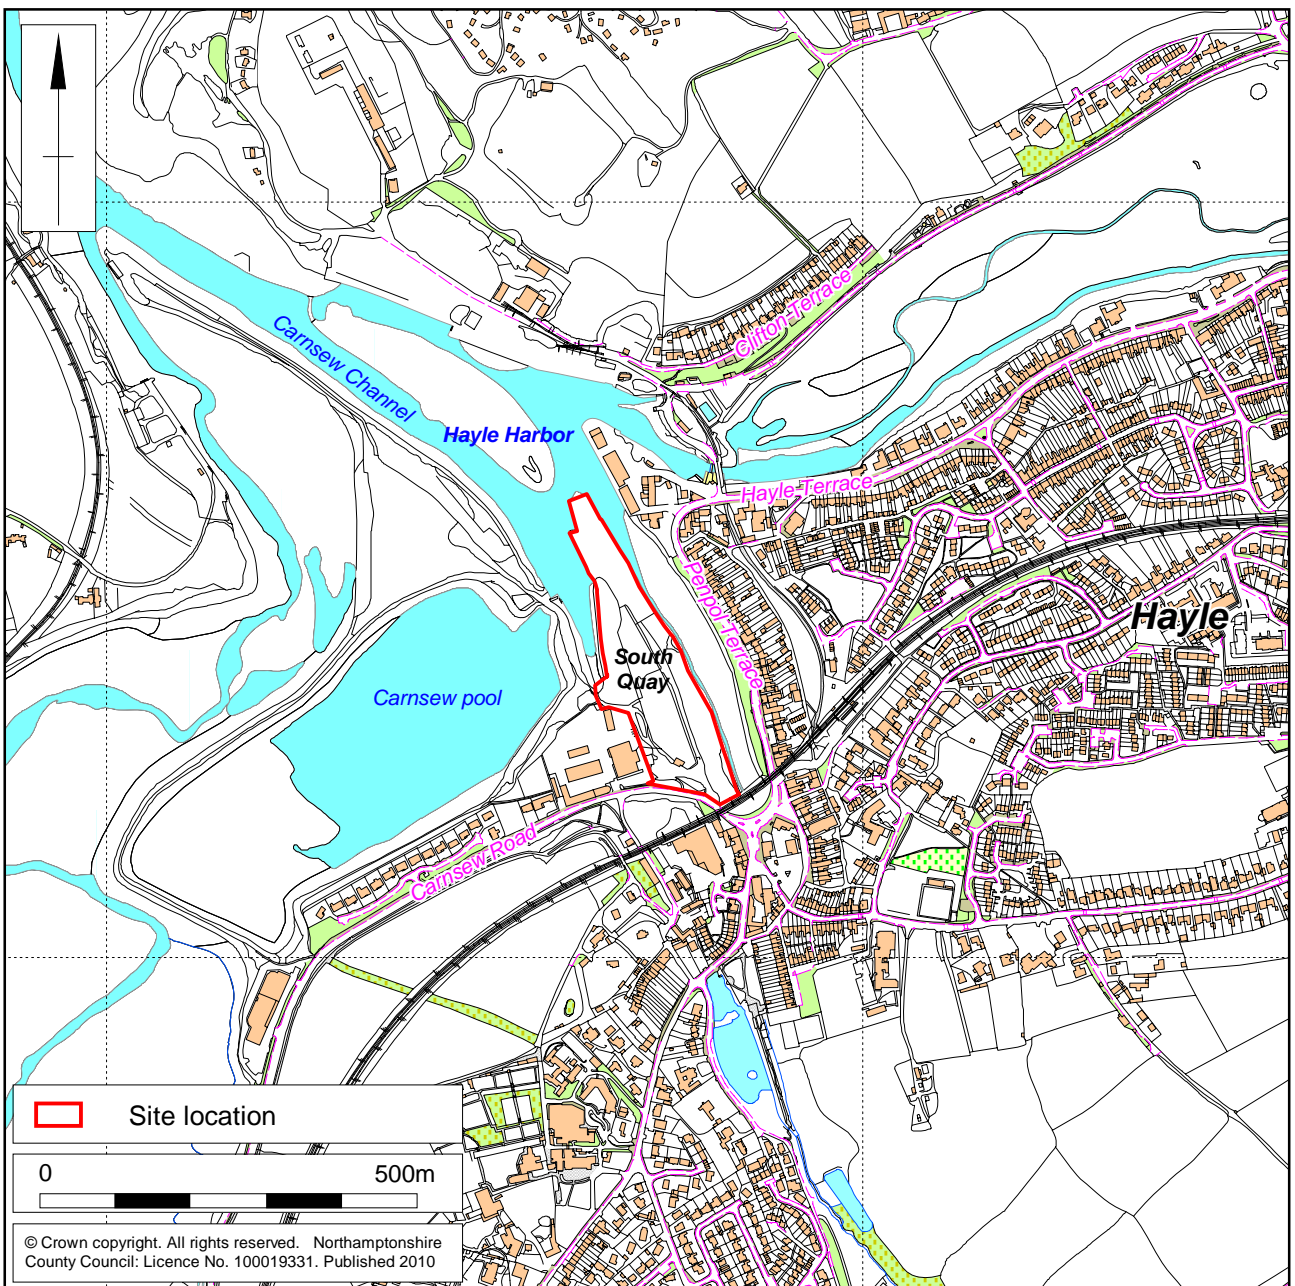 Clifton Terrace
Carnsew Channel
Hayle Harbor
Hayle Terrace
Penpol Terrace
Hayle
South
Quay
Carnsew pool
Carnsew Road
Site location
0 500m
© Crown copyright. All rights reserved. Northamptonshire
County Council: Licence No. 100019331. Published 2010